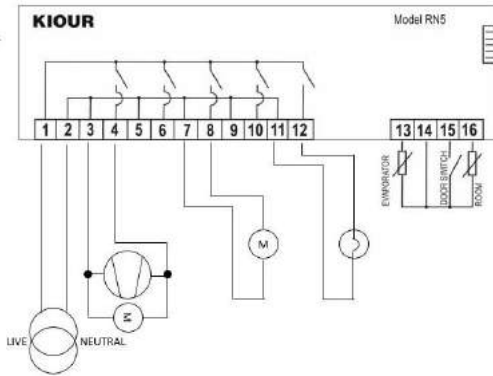 KIOUR
Model RN5
1 2 3 4 5 6 7 8 9 10 11 12 13 14 15 16
EVAPORATOR
DOOR SWITCH
ROOM
M
M
LIVE
NEUTRAL